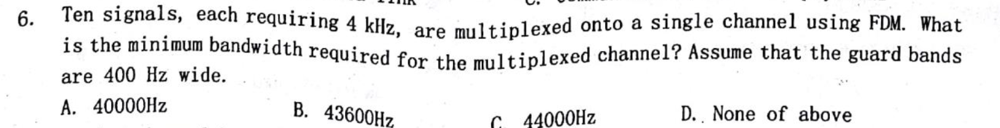 6. Ten signals, each requiring 4 kHz, are multiplexed onto a single channel using FDM. What
is the minimum bandwidth required for the multiplexed channel? Assume that the guard bands
are 400 Hz wide.
A. 40000Hz B. 43600Hz C. 44000Hz D. None of above